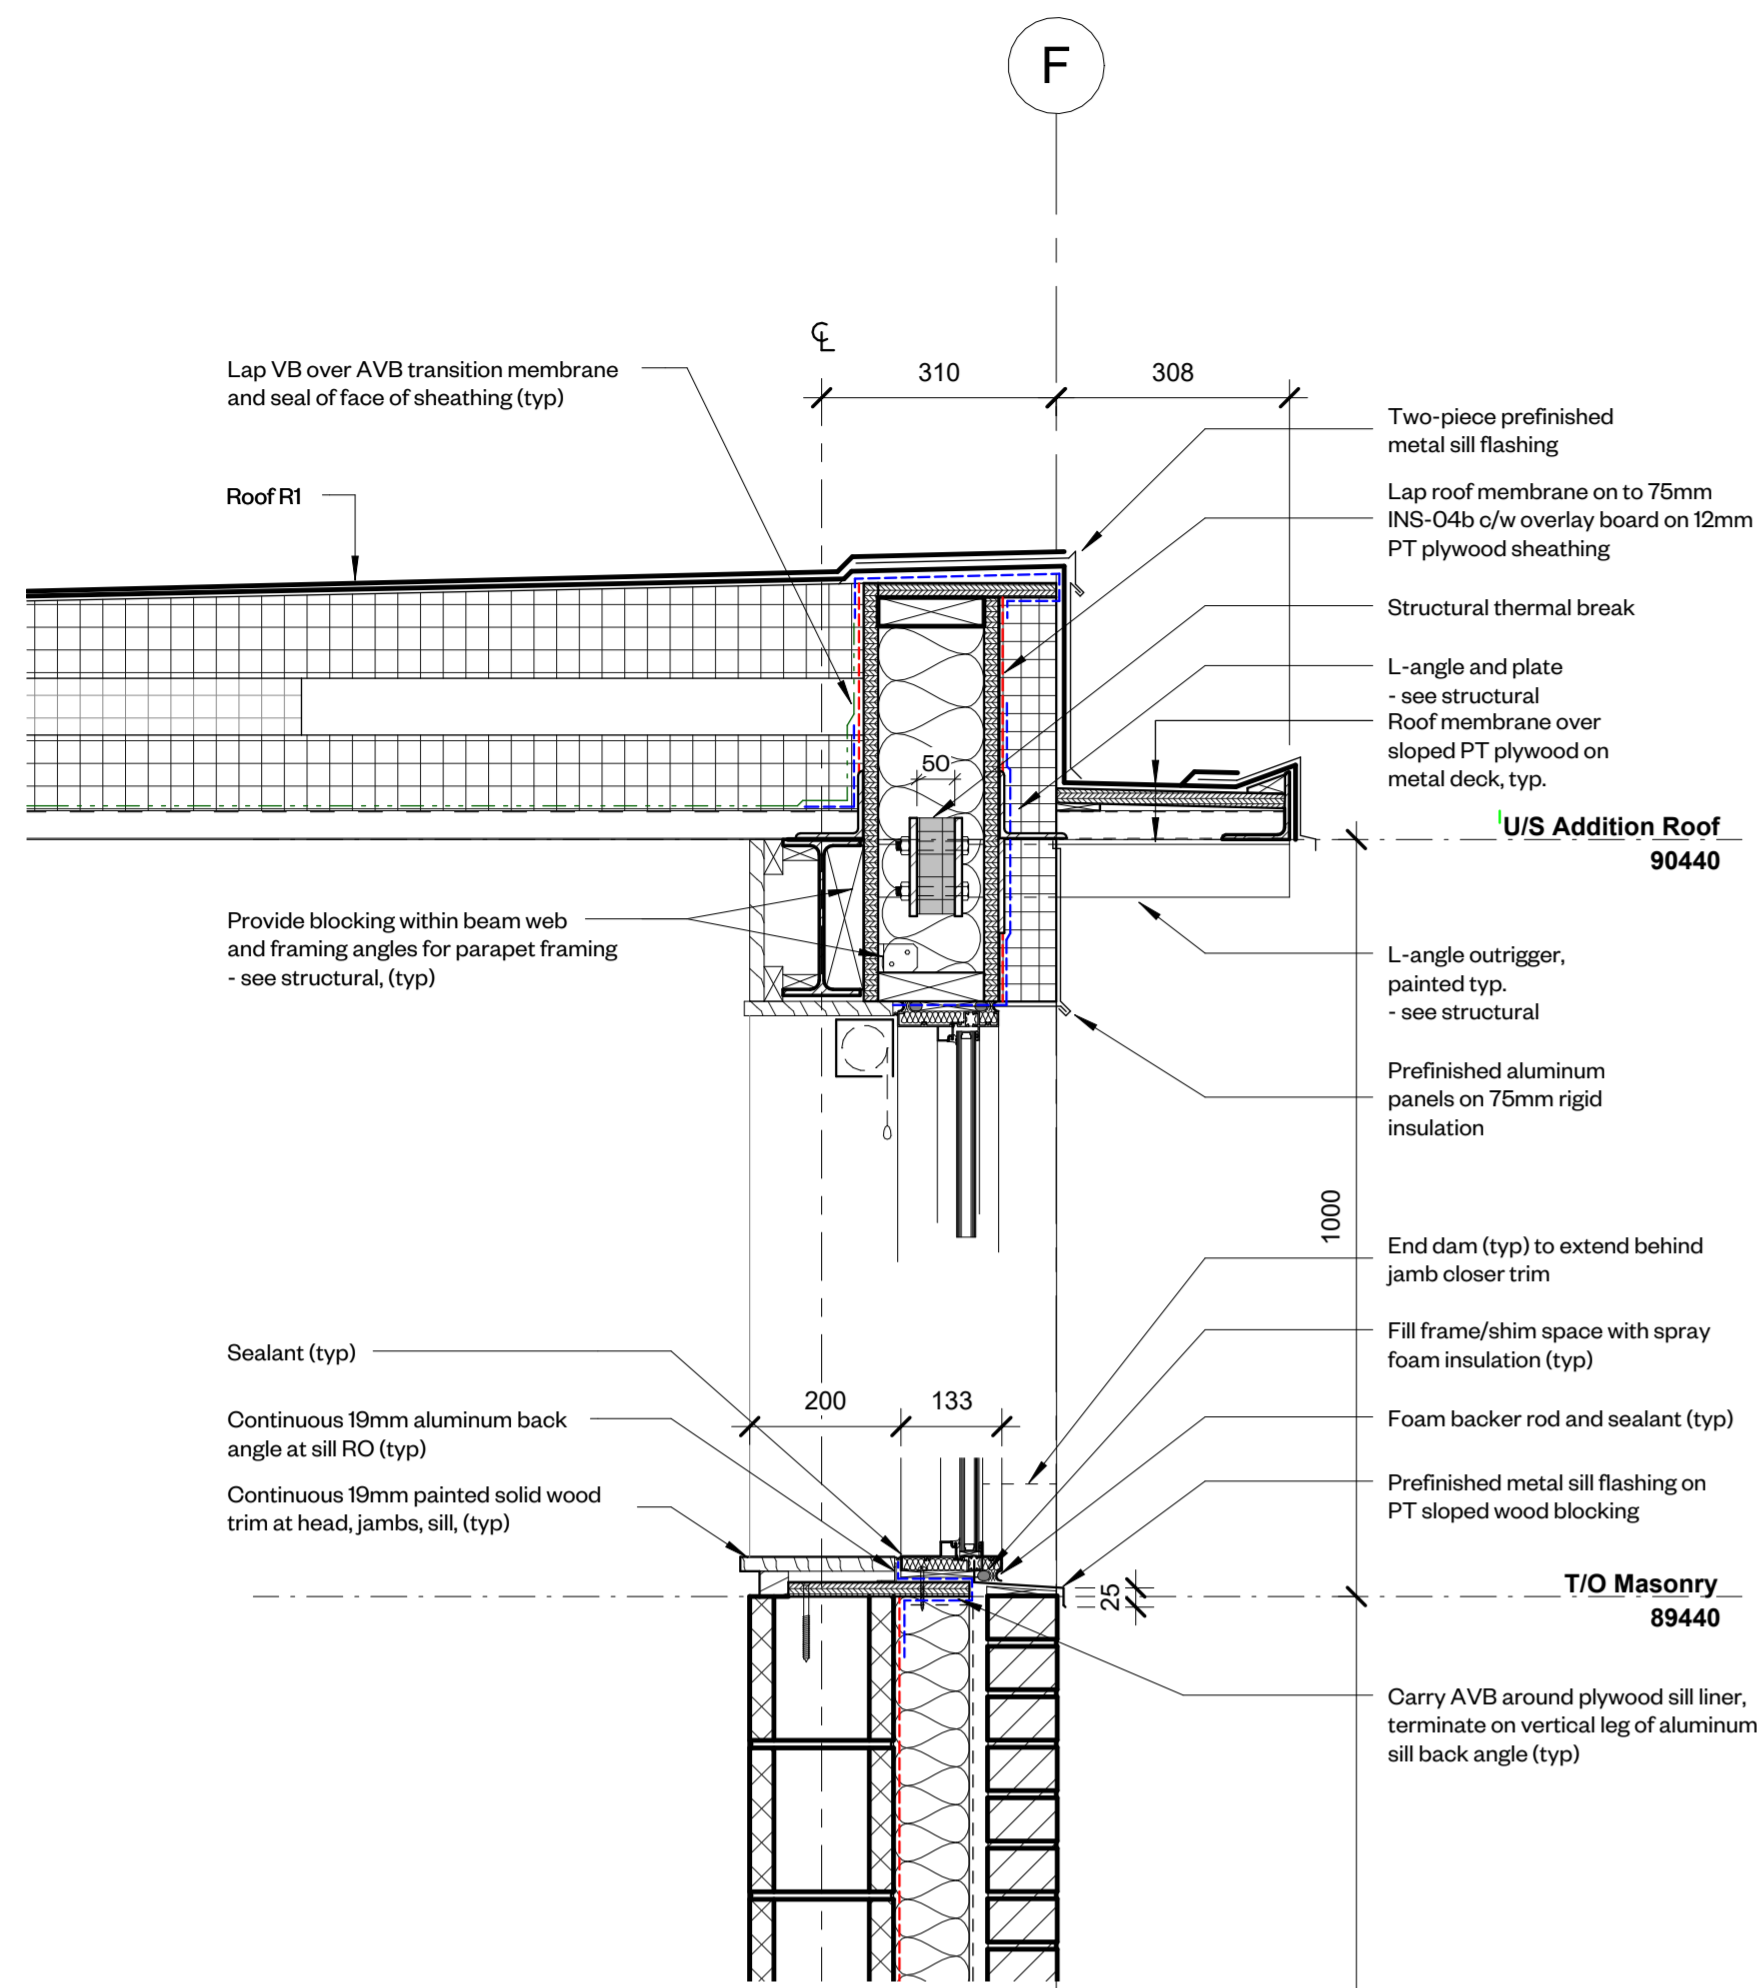 F
℄
310
308
Lap VB over AVB transition membrane
and seal of face of sheathing (typ)
Roof R1
Two-piece prefinished
metal sill flashing
Lap roof membrane on to 75mm
INS-04b c/w overlay board on 12mm
PT plywood sheathing
Structural thermal break
L-angle and plate
- see structural
Roof membrane over
sloped PT plywood on
metal deck, typ.
50
U/S Addition Roof
90440
Provide blocking within beam web
and framing angles for parapet framing
- see structural, (typ)
L-angle outrigger,
painted typ.
- see structural
Prefinished aluminum
panels on 75mm rigid
insulation
1000
End dam (typ) to extend behind
jamb closer trim
Sealant (typ)
Fill frame/shim space with spray
foam insulation (typ)
200
133
Continuous 19mm aluminum back
angle at sill RO (typ)
Foam backer rod and sealant (typ)
Continuous 19mm painted solid wood
trim at head, jambs, sill, (typ)
Prefinished metal sill flashing on
PT sloped wood blocking
25
T/O Masonry
89440
Carry AVB around plywood sill liner,
terminate on vertical leg of aluminum
sill back angle (typ)